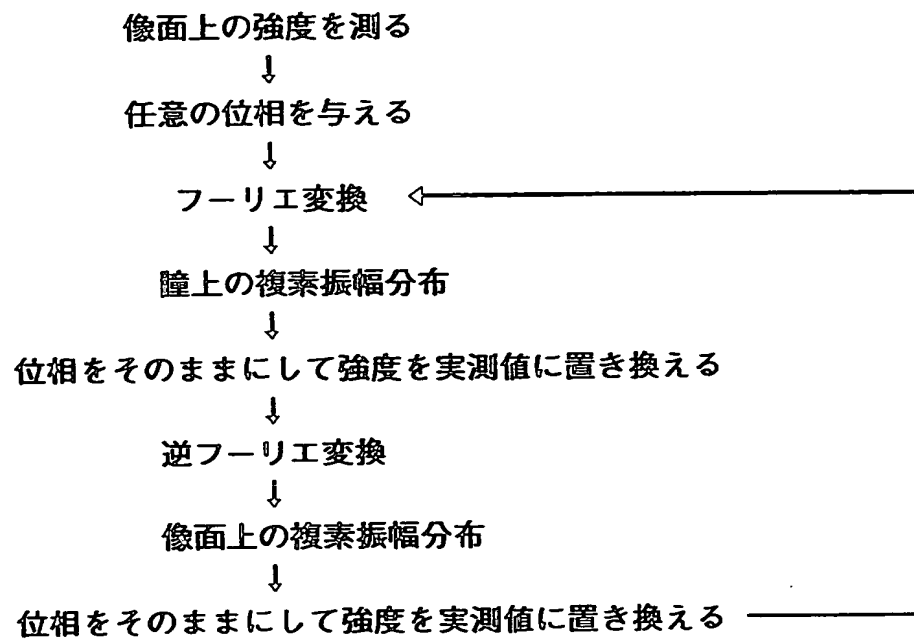 像面上の強度を測る
任意の位相を与える
フーリエ変換
瞳上の複素振幅分布
位相をそのままにして強度を実測値に置き換える
逆フーリエ変換
像面上の複素振幅分布
位相をそのままにして強度を実測値に置き換える